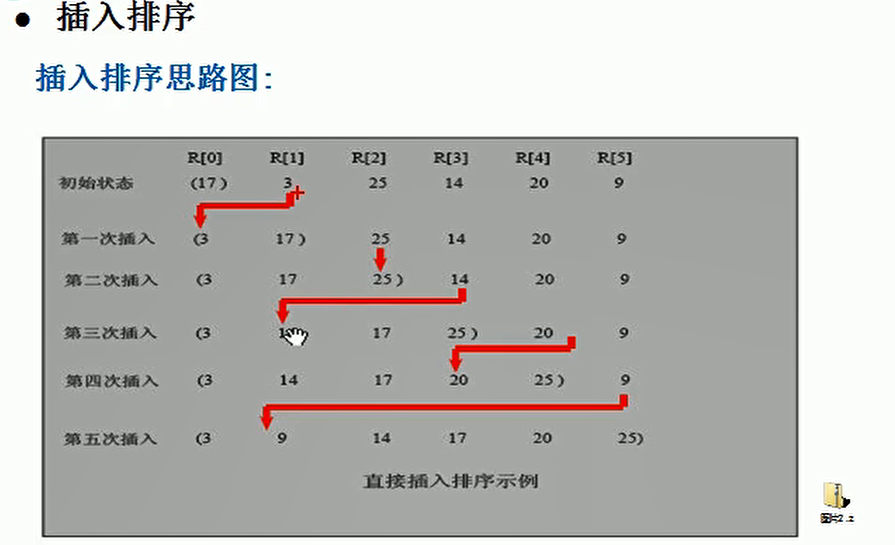 ● 插入排序
插入排序思路图:
R[0] R[1] R[2] R[3] R[4] R[5]
初始状态 (17) 3 25 14 20 9
第一次插入 (3 17) 25 14 20 9
第二次插入 (3 17 25) 14 20 9
第三次插入 (3 17 25) 20 9
第四次插入 (3 14 17 20 25) 9
第五次插入 (3 9 14 17 20 25)
直接插入排序示例